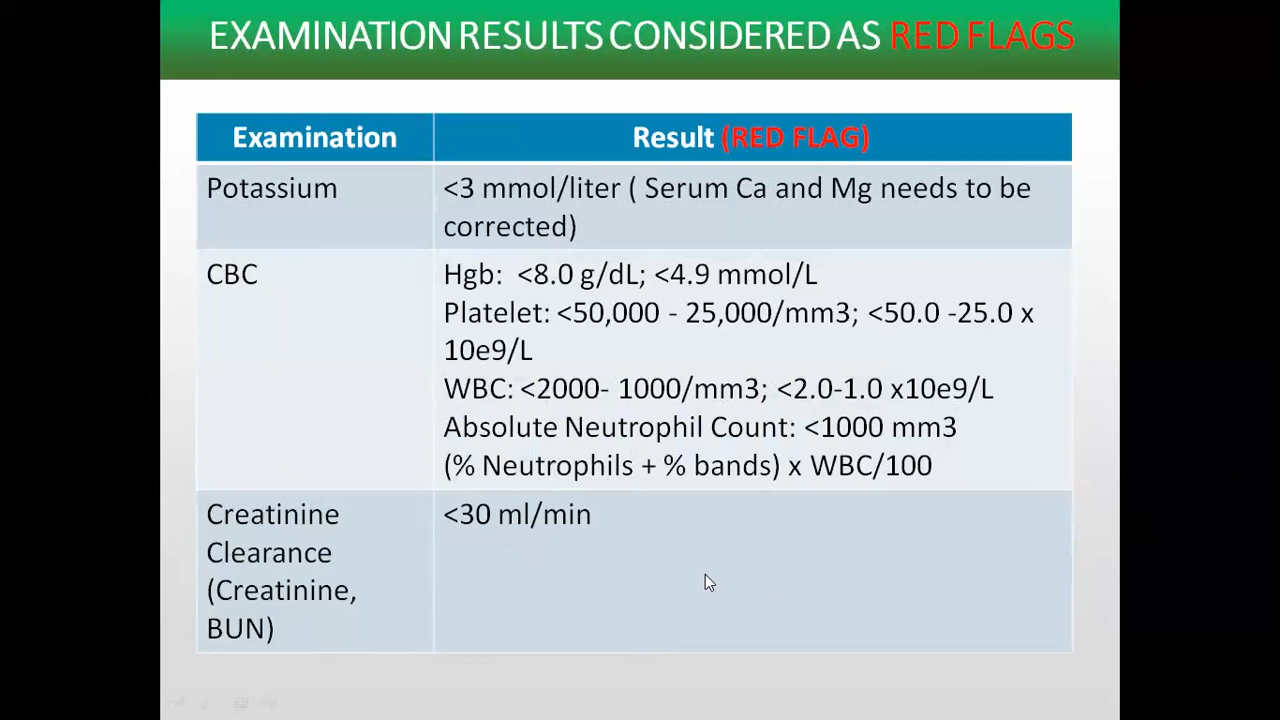 EXAMINATION RESULTS CONSIDERED AS RED FLAGS
Examination
Result (RED FLAG)
Potassium
<3 mmol/liter ( Serum Ca and Mg needs to be
corrected)
CBC
Hgb:  <8.0 g/dL; <4.9 mmol/L
Platelet: <50,000 - 25,000/mm3; <50.0 -25.0 x
10e9/L
WBC: <2000- 1000/mm3; <2.0-1.0 x10e9/L
Absolute Neutrophil Count: <1000 mm3
(% Neutrophils + % bands) x WBC/100
Creatinine
Clearance
(Creatinine,
BUN)
<30 ml/min